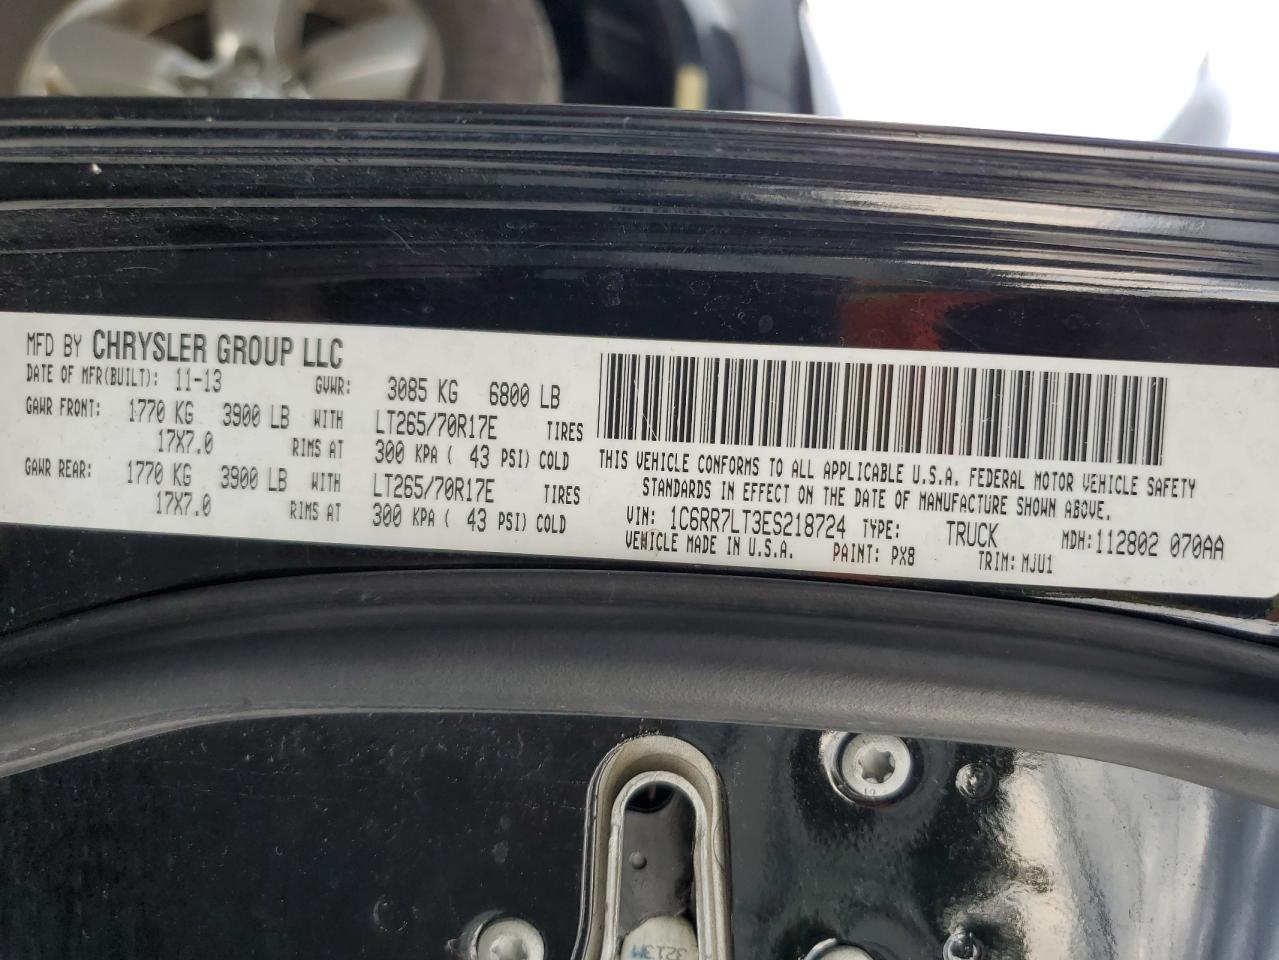 MFD BY CHRYSLER GROUP LLC
DATE OF MFR(BUILT): 11-13 GVWR: 3085 KG 6800 LB
GAWR FRONT: 1770 KG 3900 LB WITH LT265/70R17E TIRES
17X7.0 RIMS AT 300 KPA ( 43 PSI) COLD
GAWR REAR: 1770 KG 3900 LB WITH LT265/70R17E TIRES
17X7.0 RIMS AT 300 KPA ( 43 PSI) COLD
THIS VEHICLE CONFORMS TO ALL APPLICABLE U.S.A. FEDERAL MOTOR VEHICLE SAFETY
STANDARDS IN EFFECT ON THE DATE OF MANUFACTURE SHOWN ABOVE.
VIN: 1C6RR7LT3ES218724 TYPE: TRUCK MDH: 112802 070AA
VEHICLE MADE IN U.S.A. PAINT: PX8 TRIM: MJU1